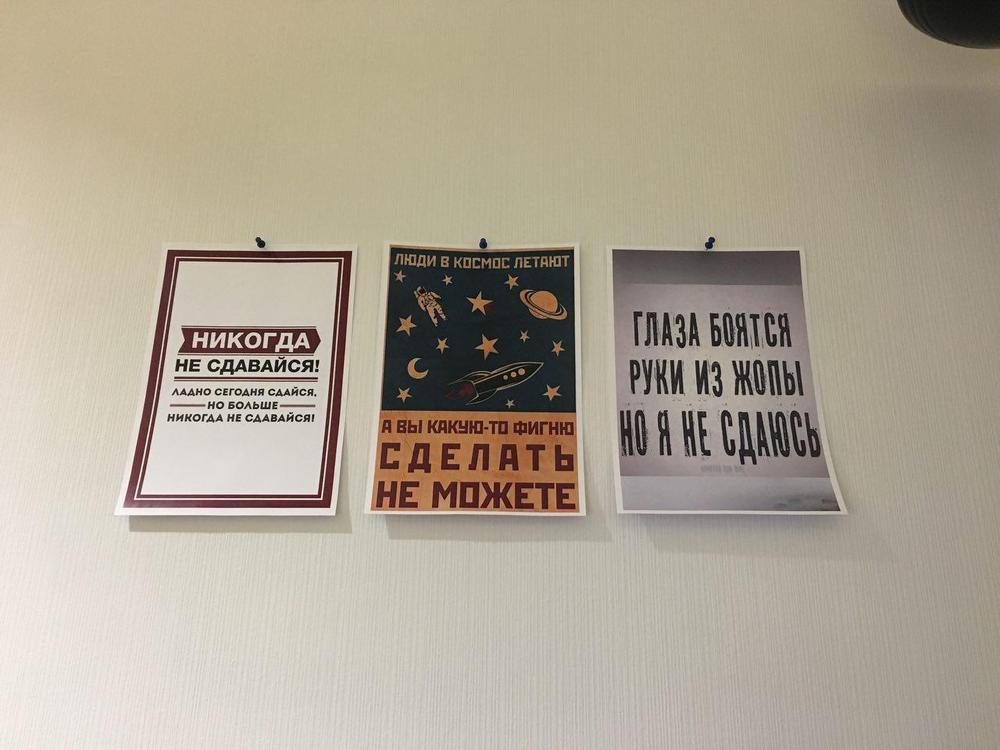 НИКОГДА
НЕ СДАВАЙСЯ!
ЛАДНО СЕГОДНЯ СДАЙСЯ,
НО БОЛЬШЕ
НИКОГДА НЕ СДАВАЙСЯ!
ЛЮДИ В КОСМОС ЛЕТАЮТ
А ВЫ КАКУЮ-ТО ФИГНЮ
СДЕЛАТЬ
НЕ МОЖЕТЕ
ГЛАЗА БОЯТСЯ
РУКИ ИЗ ЖОПЫ
НО Я НЕ СДАЮСЬ